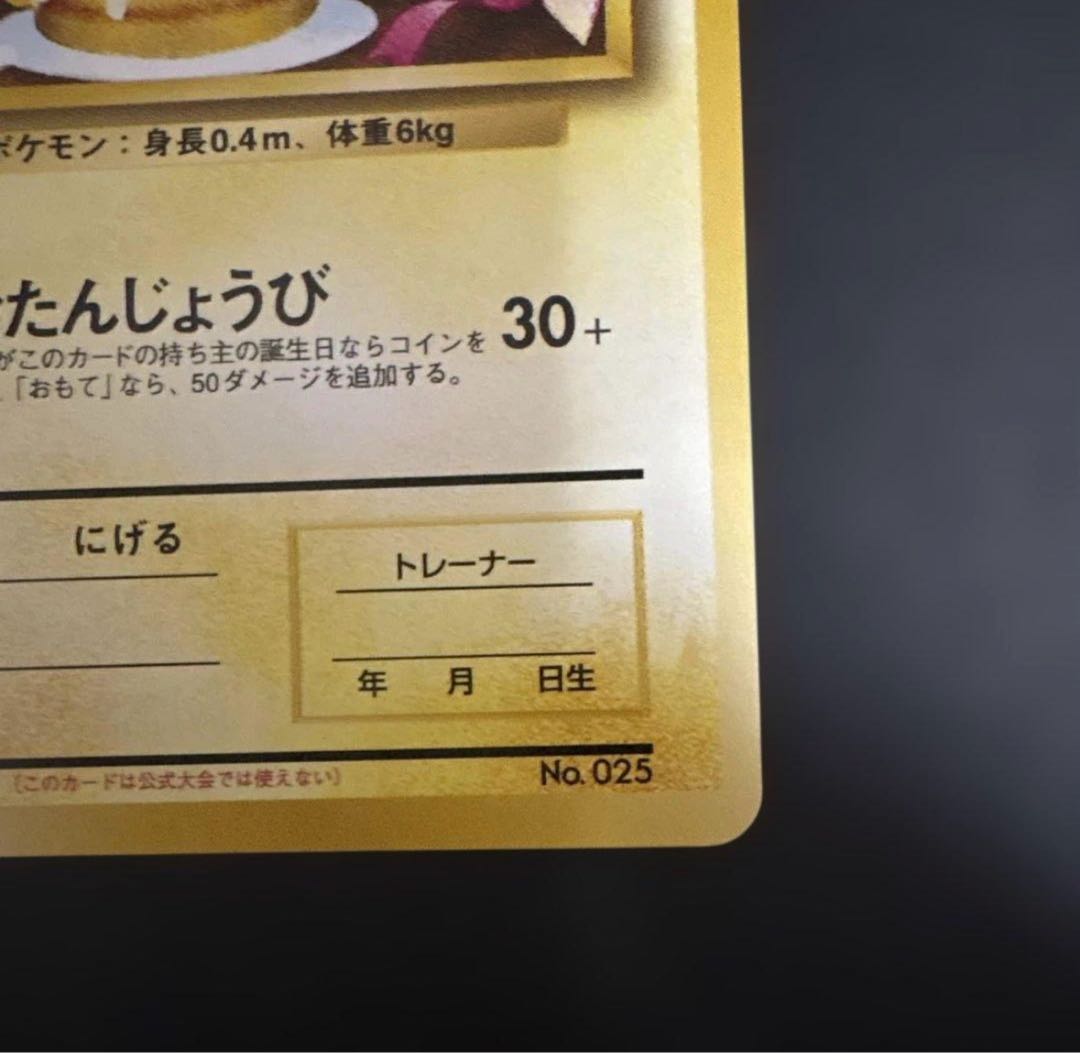 ポケモン：身長0.4m、体重6kg
たんじょうび 30+
がこのカードの持ち主の誕生日ならコインを
「おもて」なら、50ダメージを追加する。
にげる
トレーナー
年 月 日生
（このカードは公式大会では使えない）
No. 025